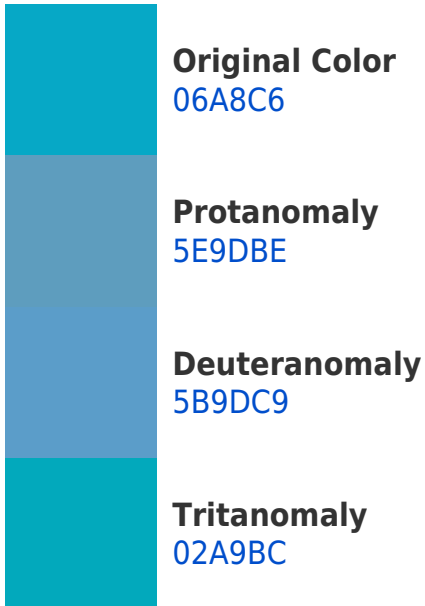 Original Color
06A8C6
Protanomaly
5E9DBE
Deuteranomaly
5B9DC9
Tritanomaly
02A9BC